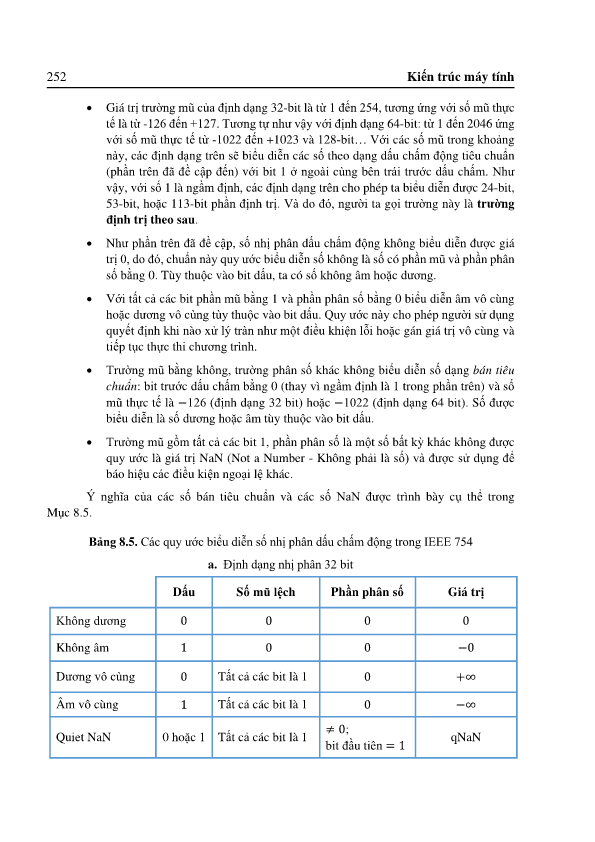 252 Kiến trúc máy tính
• Giá trị trường mũ của định dạng 32-bit là từ 1 đến 254, tương ứng với số mũ thực
tế là từ -126 đến +127. Tương tự như vậy với định dạng 64-bit: từ 1 đến 2046 ứng
với số mũ thực tế từ -1022 đến +1023 và 128-bit… Với các số mũ trong khoảng
này, các định dạng trên sẽ biểu diễn các số theo dạng dấu chấm động tiêu chuẩn
(phần trên đã đề cập đến) với bit 1 ở ngoài cùng bên trái trước dấu chấm. Như
vậy, với số 1 là ngầm định, các định dạng trên cho phép ta biểu diễn được 24-bit,
53-bit, hoặc 113-bit phần định trị. Và do đó, người ta gọi trường này là trường
định trị theo sau.
• Như phần trên đã đề cập, số nhị phân dấu chấm động không biểu diễn được giá
trị 0, do đó, chuẩn này quy ước biểu diễn số không là số có phần mũ và phần phân
số bằng 0. Tùy thuộc vào bit dấu, ta có số không âm hoặc dương.
• Với tất cả các bit phần mũ bằng 1 và phần phân số bằng 0 biểu diễn âm vô cùng
hoặc dương vô cùng tùy thuộc vào bit dấu. Quy ước này cho phép người sử dụng
quyết định khi nào xử lý tràn như một điều khiện lỗi hoặc gán giá trị vô cùng và
tiếp tục thực thi chương trình.
• Trường mũ bằng không, trường phân số khác không biểu diễn số dạng bán tiêu
chuẩn: bit trước dấu chấm bằng 0 (thay vì ngầm định là 1 trong phần trên) và số
mũ thực tế là −126 (định dạng 32 bit) hoặc −1022 (định dạng 64 bit). Số được
biểu diễn là số dương hoặc âm tùy thuộc vào bit dấu.
• Trường mũ gồm tất cả các bit 1, phần phân số là một số bất kỳ khác không được
quy ước là giá trị NaN (Not a Number - Không phải là số) và được sử dụng để
báo hiệu các điều kiện ngoại lệ khác.
Ý nghĩa của các số bán tiêu chuẩn và các số NaN được trình bày cụ thể trong
Mục 8.5.
Bảng 8.5. Các quy ước biểu diễn số nhị phân dấu chấm động trong IEEE 754
a. Định dạng nhị phân 32 bit
Dấu Số mũ lệch Phần phân số Giá trị
Không dương 0 0 0 0
Không âm 1 0 0 −0
Dương vô cùng 0 Tất cả các bit là 1 0 +∞
Âm vô cùng 1 Tất cả các bit là 1 0 −∞
Quiet NaN 0 hoặc 1 Tất cả các bit là 1 ≠ 0; qNaN
bit đầu tiên = 1